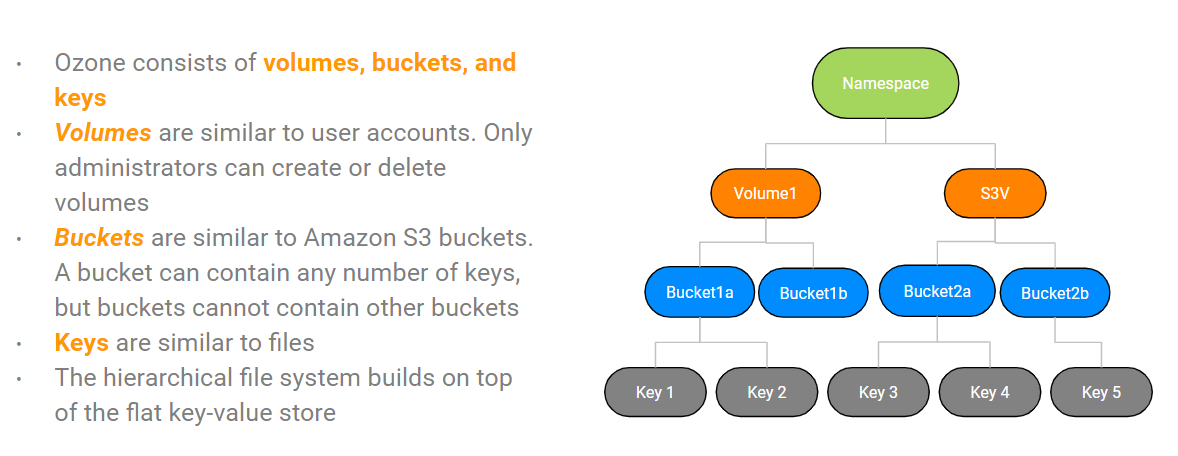 • Ozone consists of volumes, buckets, and
keys
• Volumes are similar to user accounts. Only
administrators can create or delete
volumes
• Buckets are similar to Amazon S3 buckets.
A bucket can contain any number of keys,
but buckets cannot contain other buckets
• Keys are similar to files
• The hierarchical file system builds on top
of the flat key-value store
Namespace
Volume1
S3V
Bucket1a
Bucket1b
Bucket2a
Bucket2b
Key 1
Key 2
Key 3
Key 4
Key 5